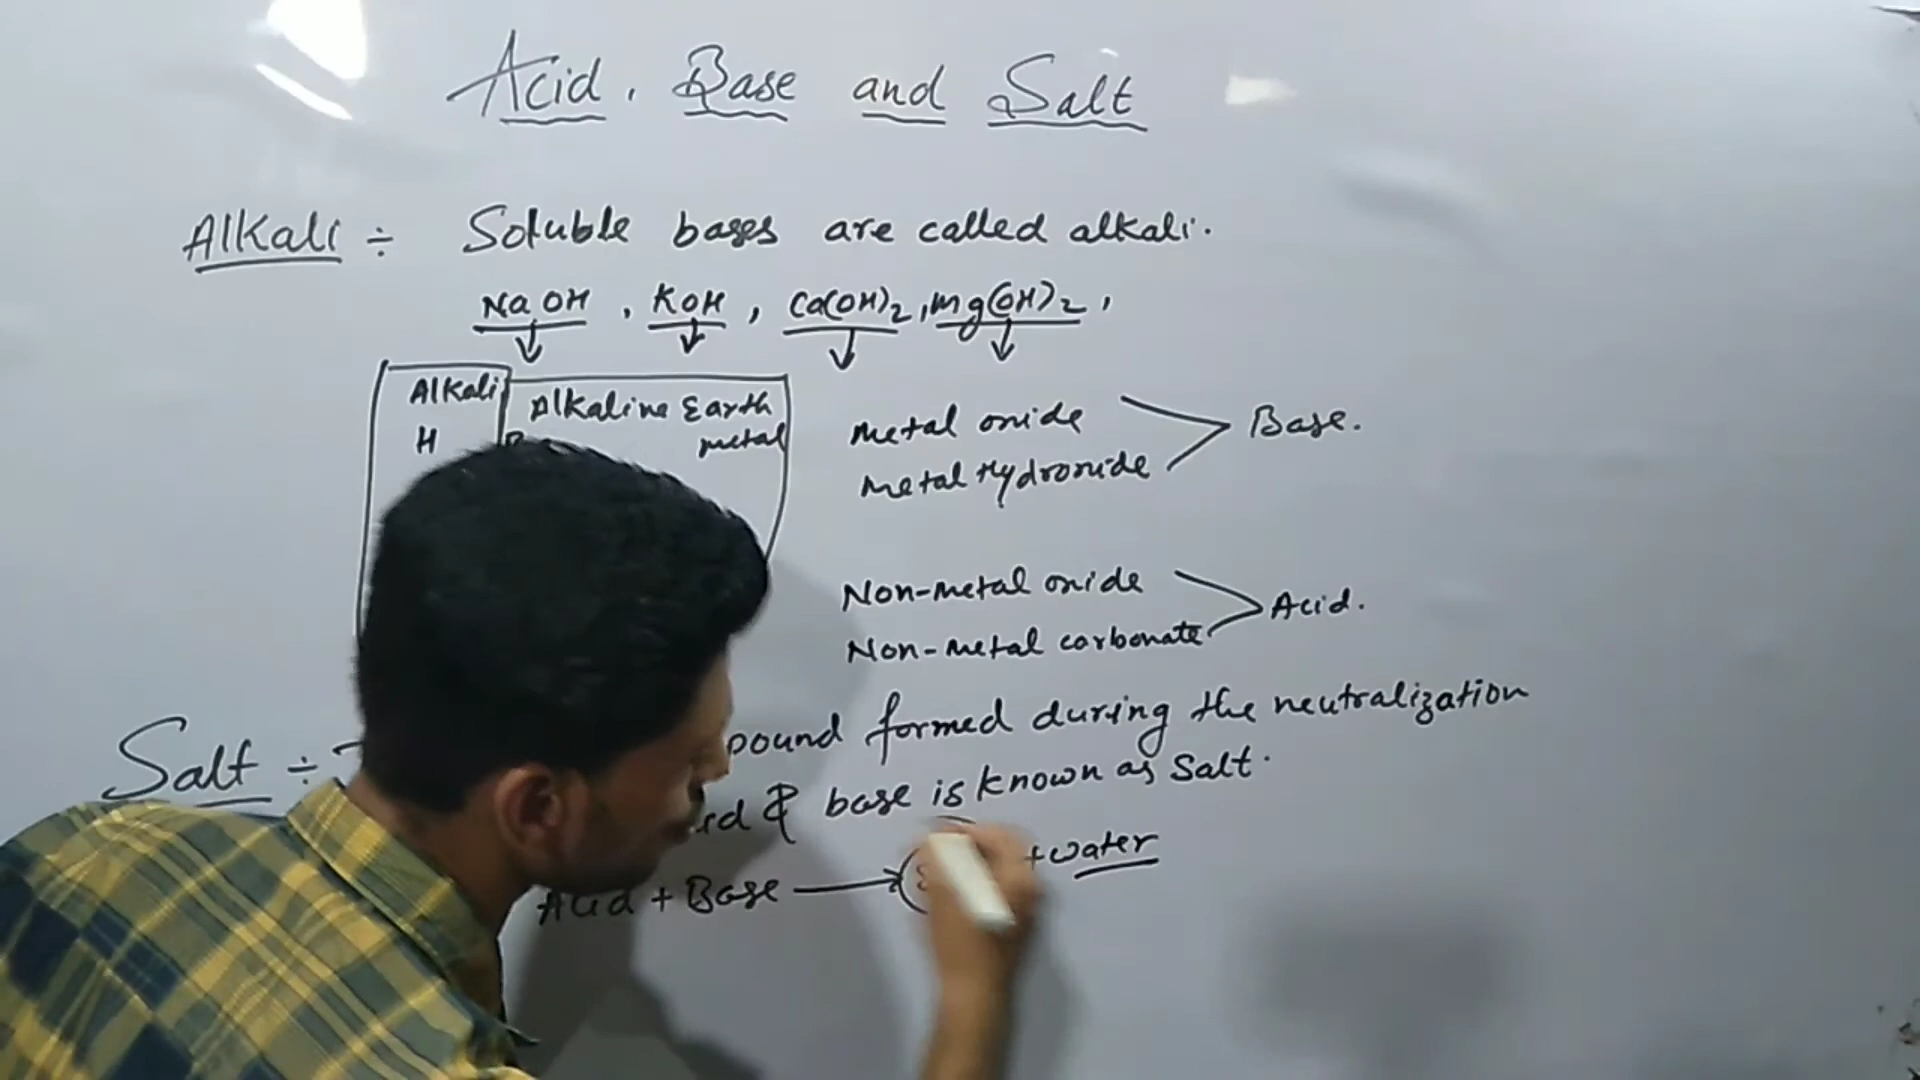 Acid, Base and Salt
Alkali ÷ Soluble bases are called alkali.
NaOH, KOH, Ca(OH)2, Mg(OH)2,
Alkali
H
Alkaline Earth
metal
Metal oxide
Metal Hydroxide
Base.
Non-metal oxide
Non-metal carbonate
Acid.
Salt ÷ pound formed during the neutralization
& base is known as Salt.
Acid + Base → + water